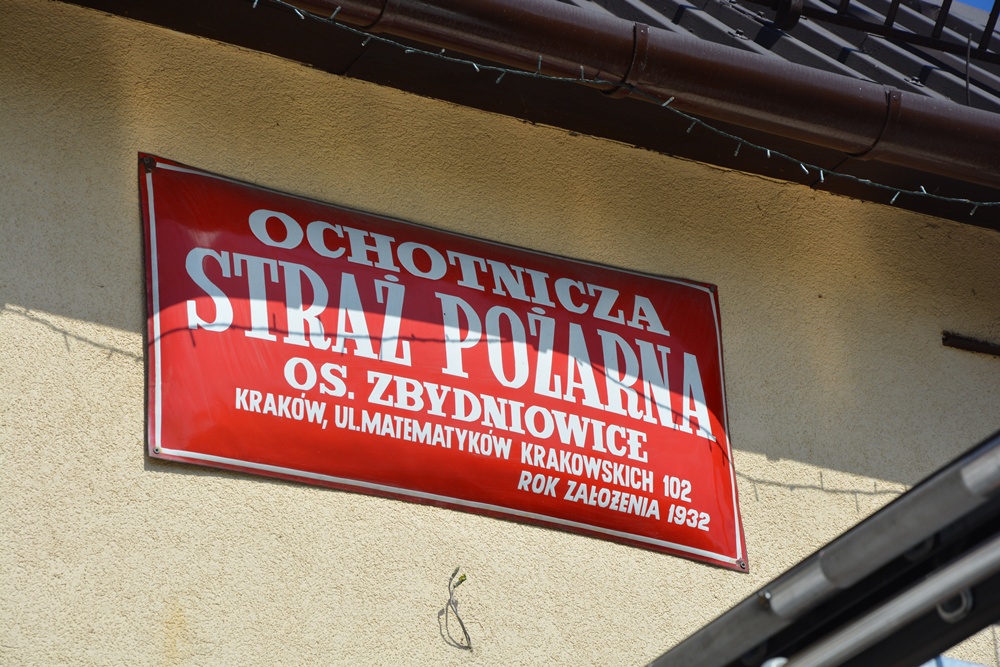 OCHOTNICZA
STRAŻ POŻARNA
OS. ZBYDNIOWICE
KRAKÓW, UL.MATEMATYKÓW KRAKOWSKICH 102
ROK ZAŁOŻENIA 1932